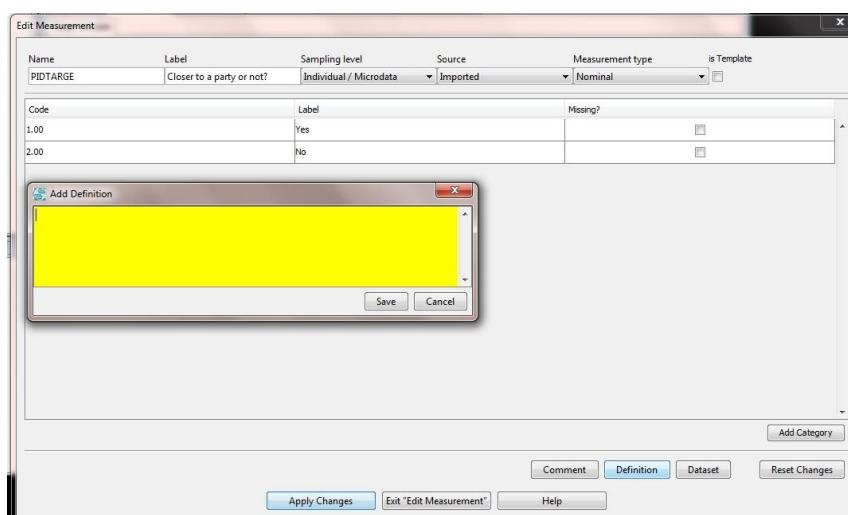 Edit Measurement
Name Label Sampling level Source Measurement type is Template
PIDTARGE Closer to a party or not? Individual / Microdata Imported Nominal
Code Label Missing?
1.00 Yes
2.00 No
Add Definition
Save Cancel
Add Category
Comment Definition Dataset Reset Changes
Apply Changes Exit "Edit Measurement" Help